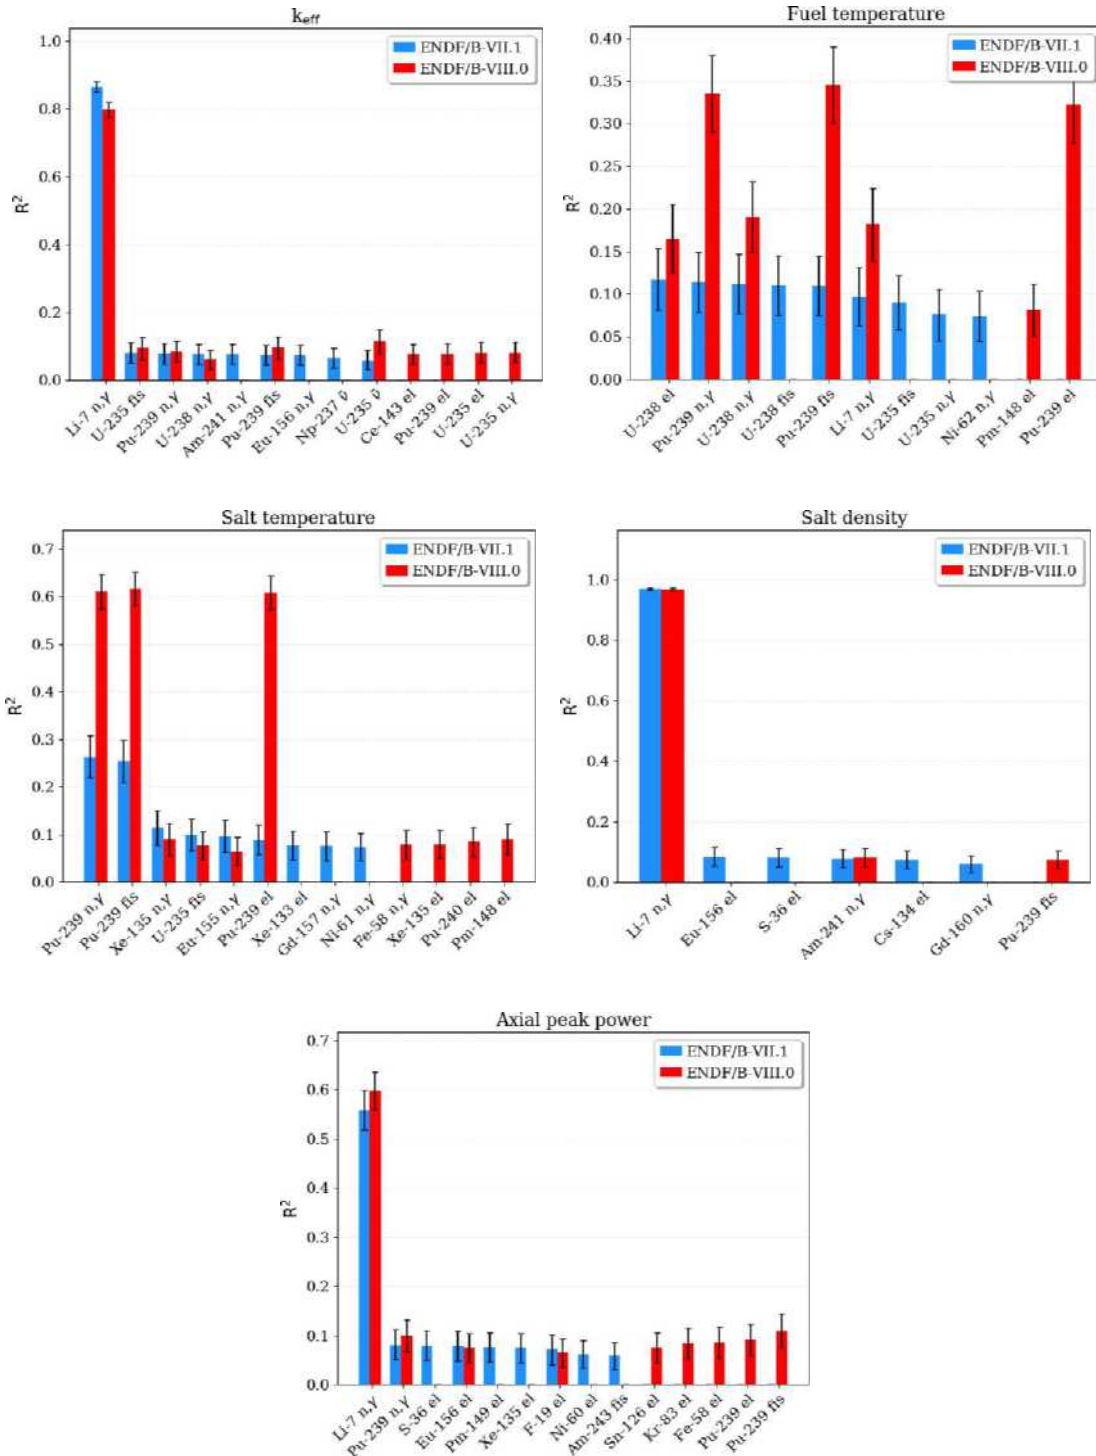 k_eff
ENDF/B-VII.1
ENDF/B-VIII.0
R²
1.0
0.8
0.6
0.4
0.2
0.0
Li-7 n,γ
U-235 fis
Pu-239 n,γ
U-238 n,γ
Am-241 n,γ
Pu-239 fis
Eu-156 n,γ
Np-237 ν̄
U-235 ν̄
Ce-143 el
Pu-239 el
U-235 el
U-235 n,γ
Fuel temperature
ENDF/B-VII.1
ENDF/B-VIII.0
R²
0.40
0.35
0.30
0.25
0.20
0.15
0.10
0.05
0.00
U-238 el
Pu-239 n,γ
U-238 n,γ
U-238 fis
Pu-239 fis
Li-7 n,γ
U-235 fis
U-235 n,γ
Ni-62 n,γ
Pm-148 el
Pu-239 el
Salt temperature
ENDF/B-VII.1
ENDF/B-VIII.0
R²
0.7
0.6
0.5
0.4
0.3
0.2
0.1
0.0
Pu-239 n,γ
Pu-239 fis
Xe-135 n,γ
U-235 fis
Eu-155 n,γ
Pu-239 el
Xe-133 el
Gd-157 n,γ
Ni-61 n,γ
Fe-58 n,γ
Xe-135 el
Pu-240 el
Pm-148 el
Salt density
ENDF/B-VII.1
ENDF/B-VIII.0
R²
1.0
0.8
0.6
0.4
0.2
0.0
Li-7 n,γ
Eu-156 el
S-36 el
Am-241 n,γ
Cs-134 el
Gd-160 n,γ
Pu-239 fis
Axial peak power
ENDF/B-VII.1
ENDF/B-VIII.0
R²
0.7
0.6
0.5
0.4
0.3
0.2
0.1
0.0
Li-7 n,γ
Pu-239 n,γ
S-36 el
Eu-156 el
Pm-149 el
Xe-135 el
F-19 el
Ni-60 el
Am-243 fis
Sn-126 el
Kr-83 el
Fe-58 el
Pu-239 el
Pu-239 fis